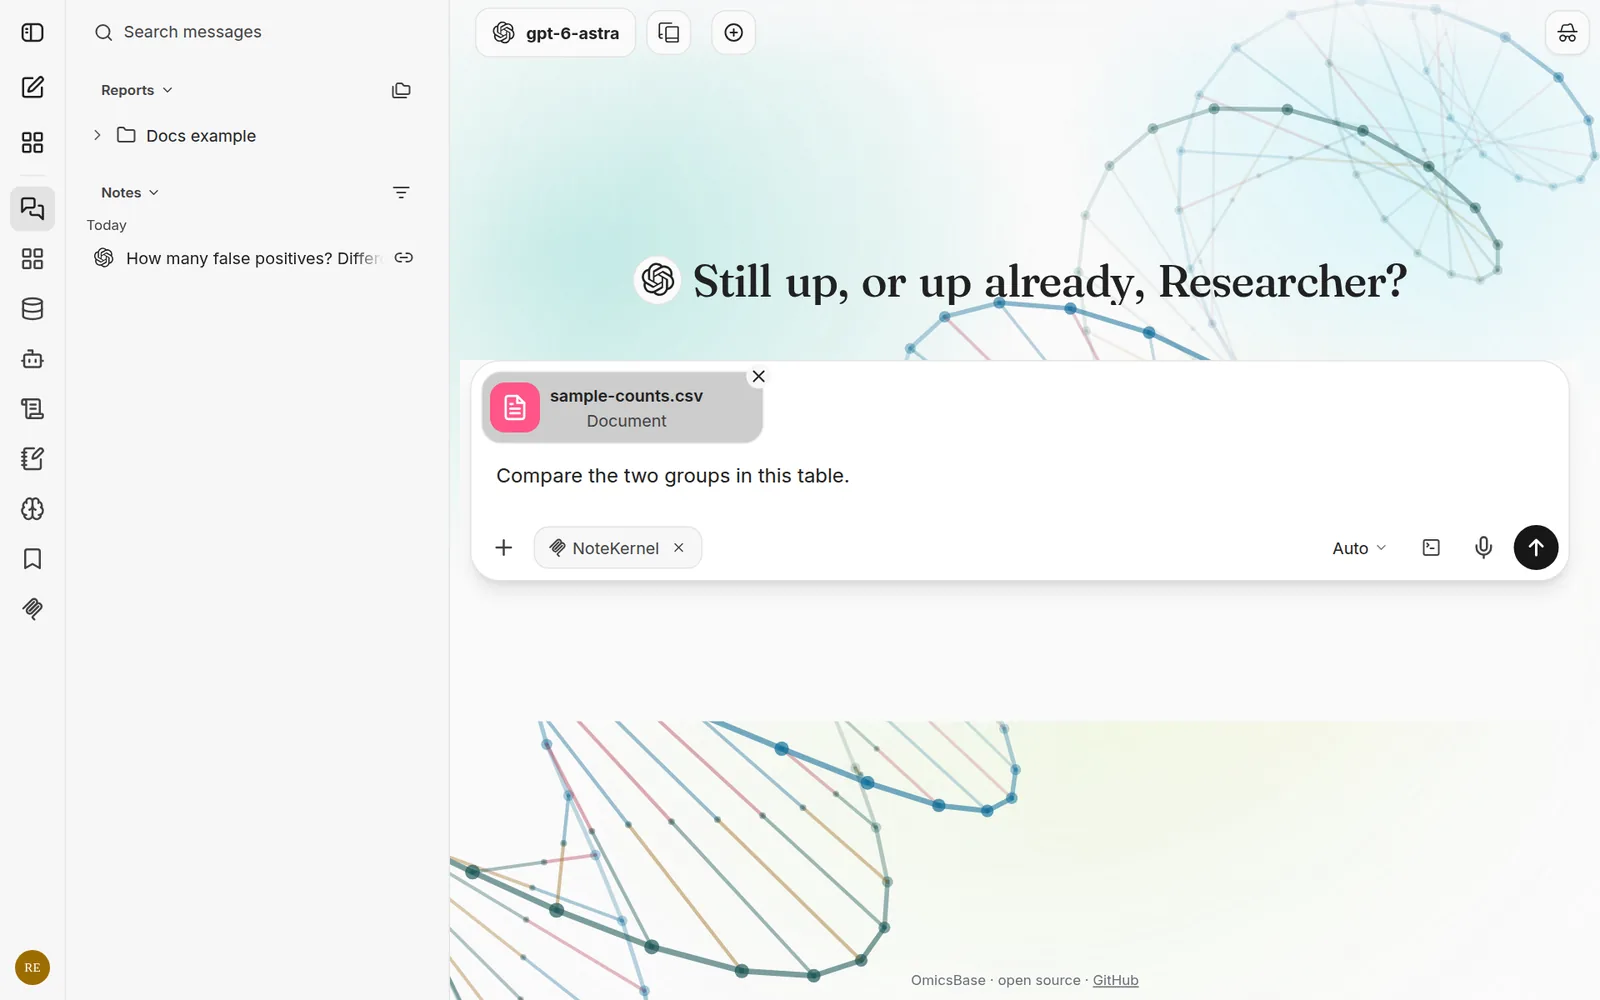 Search messages
Reports
Docs example
Notes
Today
How many false positives? Differ
RE
gpt-6-astra
Still up, or up already, Researcher?
sample-counts.csv
Document
Compare the two groups in this table.
NoteKernel
Auto
OmicsBase · open source · GitHub